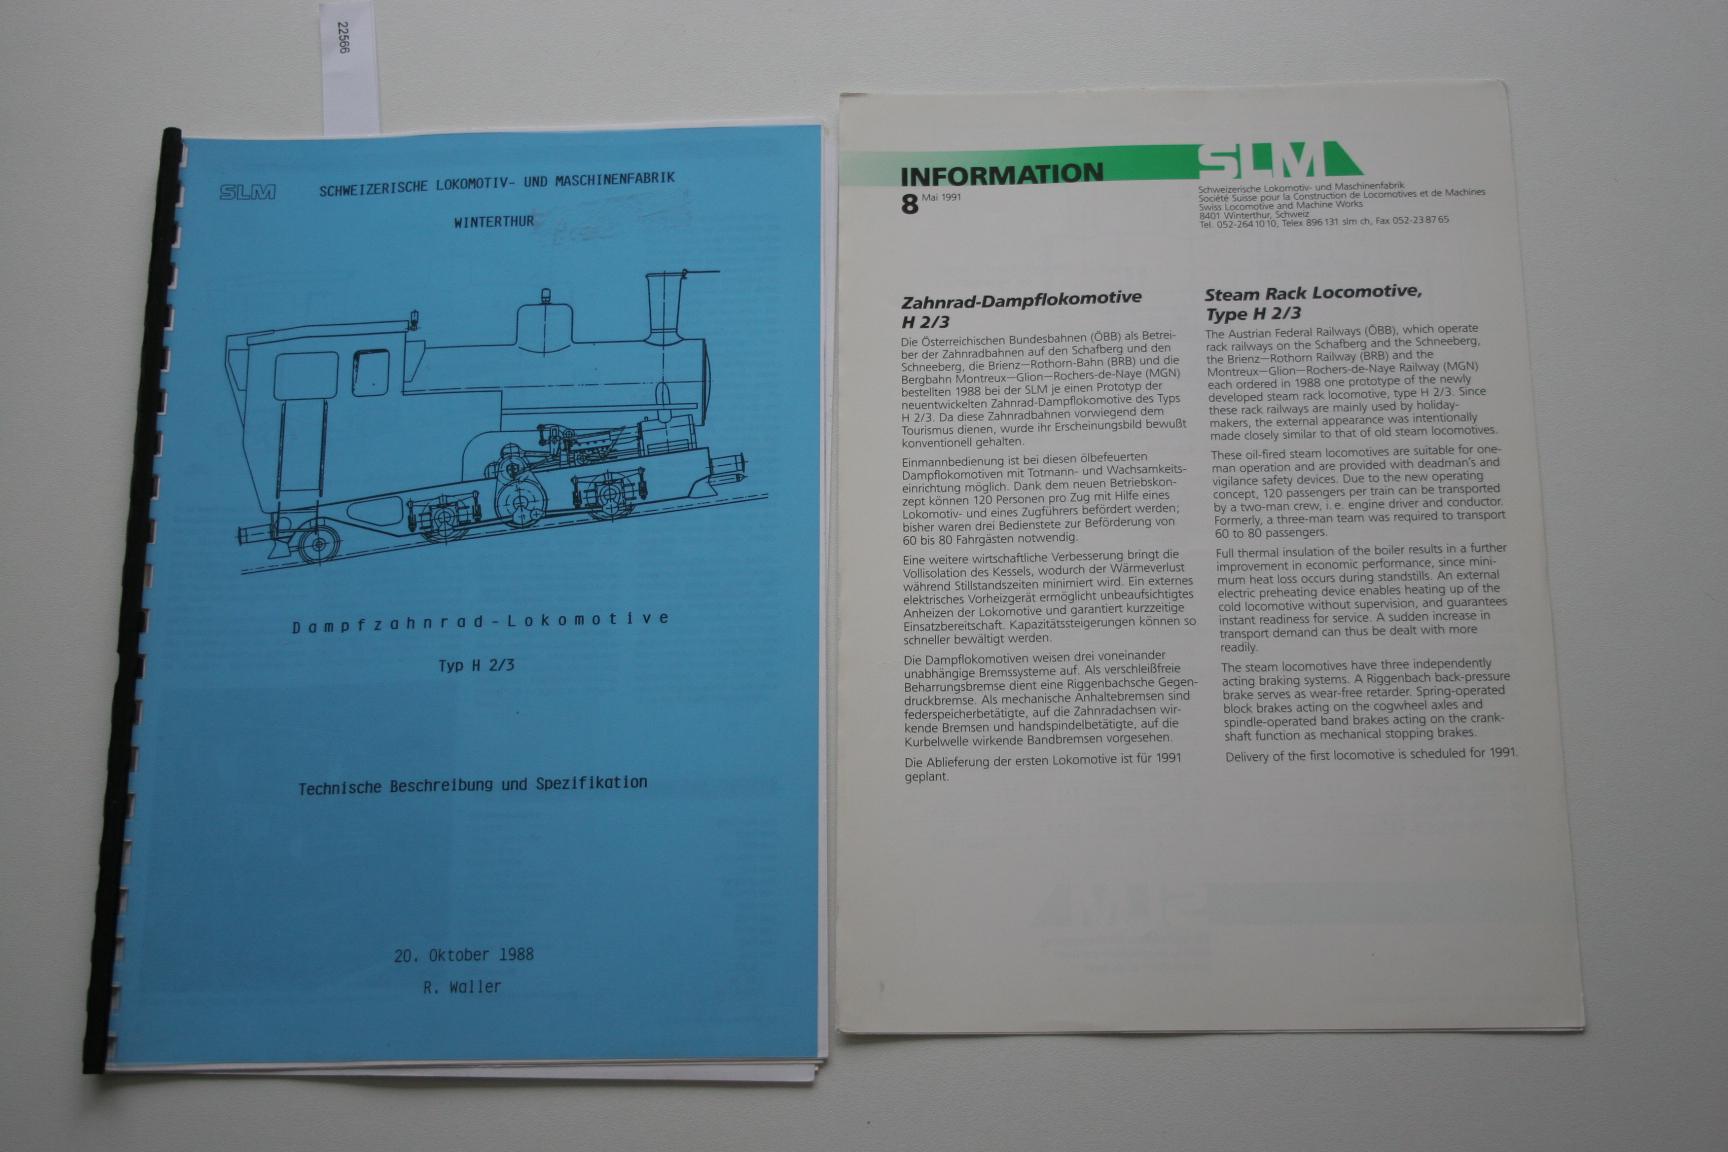 22566
SLM
SCHWEIZERISCHE LOKOMOTIV- UND MASCHINENFABRIK
WINTERTHUR
Dampfzahnrad-Lokomotive
Typ H 2/3
Technische Beschreibung und Spezifikation
20. Oktober 1988
R. Waller
INFORMATION
8 Mai 1991
SLM
Schweizerische Lokomotiv- und Maschinenfabrik
Société Suisse pour la Construction de Locomotives et de Machines
Swiss Locomotive and Machine Works
8401 Winterthur, Schweiz
Tel. 052-264 10 10, Telex 896 131 slm ch, Fax 052-23 87 65
Zahnrad-Dampflokomotive
H 2/3
Die Österreichischen Bundesbahnen (ÖBB) als Betrei-
ber der Zahnradbahnen auf den Schafberg und den
Schneeberg, die Brienz–Rothorn-Bahn (BRB) und die
Bergbahn Montreux–Glion–Rochers-de-Naye (MGN)
bestellten 1988 bei der SLM je einen Prototyp der
neuentwickelten Zahnrad-Dampflokomotive des Typs
H 2/3. Da diese Zahnradbahnen vorwiegend dem
Tourismus dienen, wurde ihr Erscheinungsbild bewußt
konventionell gehalten.
Einmannbedienung ist bei diesen ölbefeuerten
Dampflokomotiven mit Totmann- und Wachsamkeits-
einrichtung möglich. Dank dem neuen Betriebskon-
zept können 120 Personen pro Zug mit Hilfe eines
Lokomotiv- und eines Zugführers befördert werden;
bisher waren drei Bedienstete zur Beförderung von
60 bis 80 Fahrgästen notwendig.
Eine weitere wirtschaftliche Verbesserung bringt die
Vollisolation des Kessels, wodurch der Wärmeverlust
während Stillstandszeiten minimiert wird. Ein externes
elektrisches Vorheizgerät ermöglicht unbeaufsichtigtes
Anheizen der Lokomotive und garantiert kurzzeitige
Einsatzbereitschaft. Kapazitätssteigerungen können so
schneller bewältigt werden.
Die Dampflokomotiven weisen drei voneinander
unabhängige Bremssysteme auf. Als verschleißfreie
Beharrungsbremse dient eine Riggenbachsche Gegen-
druckbremse. Als mechanische Anhaltebremsen sind
federspeicherbetätigte, auf die Zahnradachsen wir-
kende Bremsen und handspindelbetätigte, auf die
Kurbelwelle wirkende Bandbremsen vorgesehen.
Die Ablieferung der ersten Lokomotive ist für 1991
geplant.
Steam Rack Locomotive,
Type H 2/3
The Austrian Federal Railways (ÖBB), which operate
rack railways on the Schafberg and the Schneeberg,
the Brienz–Rothorn Railway (BRB) and the
Montreux–Glion–Rochers-de-Naye Railway (MGN)
each ordered in 1988 one prototype of the newly
developed steam rack locomotive, type H 2/3. Since
these rack railways are mainly used by holiday-
makers, the external appearance was intentionally
made closely similar to that of old steam locomotives.
These oil-fired steam locomotives are suitable for one-
man operation and are provided with deadman's and
vigilance safety devices. Due to the new operating
concept, 120 passengers per train can be transported
by a two-man crew, i. e. engine driver and conductor.
Formerly, a three-man team was required to transport
60 to 80 passengers.
Full thermal insulation of the boiler results in a further
improvement in economic performance, since mini-
mum heat loss occurs during standstills. An external
electric preheating device enables heating up of the
cold locomotive without supervision, and guarantees
instant readiness for service. A sudden increase in
transport demand can thus be dealt with more
readily.
The steam locomotives have three independently
acting braking systems. A Riggenbach back-pressure
brake serves as wear-free retarder. Spring-operated
block brakes acting on the cogwheel axles and
spindle-operated band brakes acting on the crank-
shaft function as mechanical stopping brakes.
Delivery of the first locomotive is scheduled for 1991.